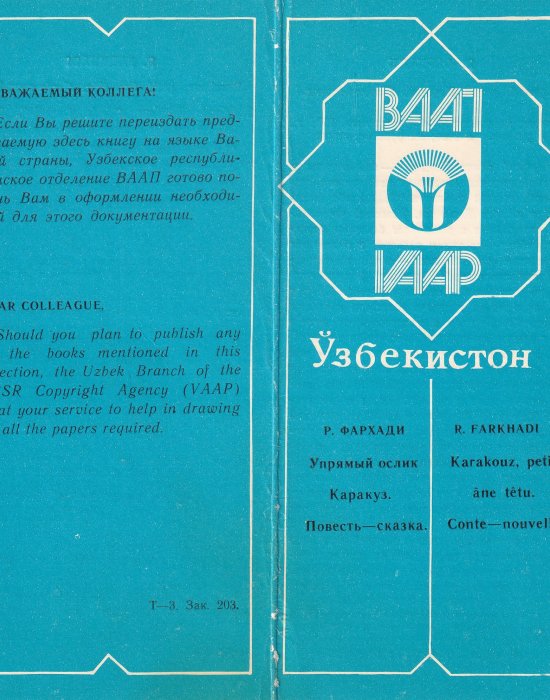 ВАЖАЕМЫЙ КОЛЛЕГА!
Если Вы решите переиздать пред-
гаемую здесь книгу на языке Ва-
й страны, Узбекское республи-
нское отделение ВААП готово по-
чь Вам в оформлении необходи-
й для этого документации.
AR COLLEAGUE,
Should you plan to publish any
the books mentioned in this
ection, the Uzbek Branch of the
SR Copyright Agency (VAAP)
at your service to help in drawing
all the papers required.
Т—3. Зак. 203.
ВААП
VAAP
Ўзбекистон
Р. ФАРХАДИ
Упрямый ослик
Каракуз.
Повесть—сказка.
R. FARKHADI
Karakouz, peti
âne têtu.
Conte—nouvell